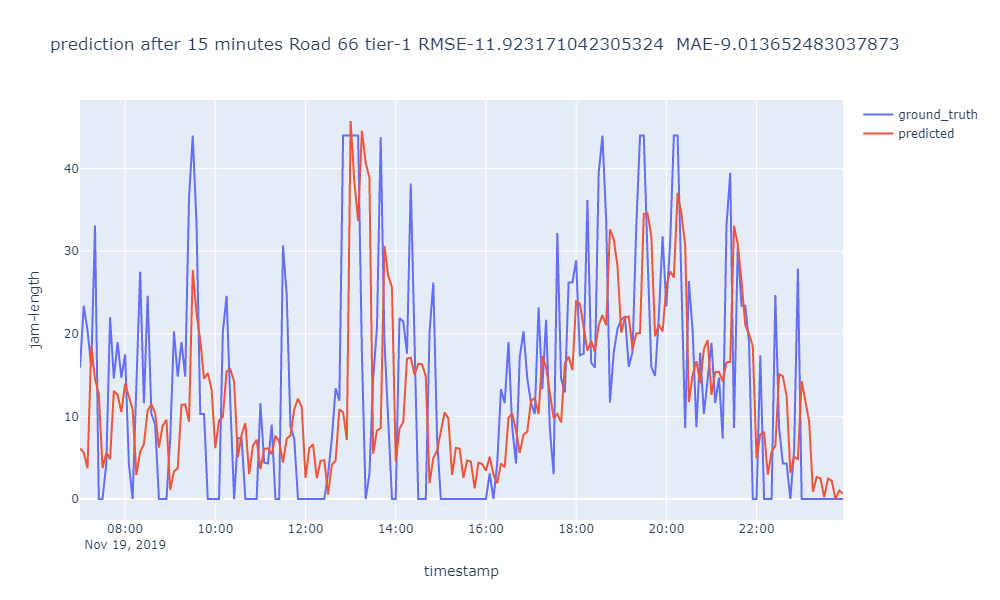 prediction after 15 minutes Road 66 tier-1 RMSE-11.923171042305324  MAE-9.013652483037873
ground_truth
predicted
jam-length
40
30
20
10
0
08:00 10:00 12:00 14:00 16:00 18:00 20:00 22:00
Nov 19, 2019
timestamp